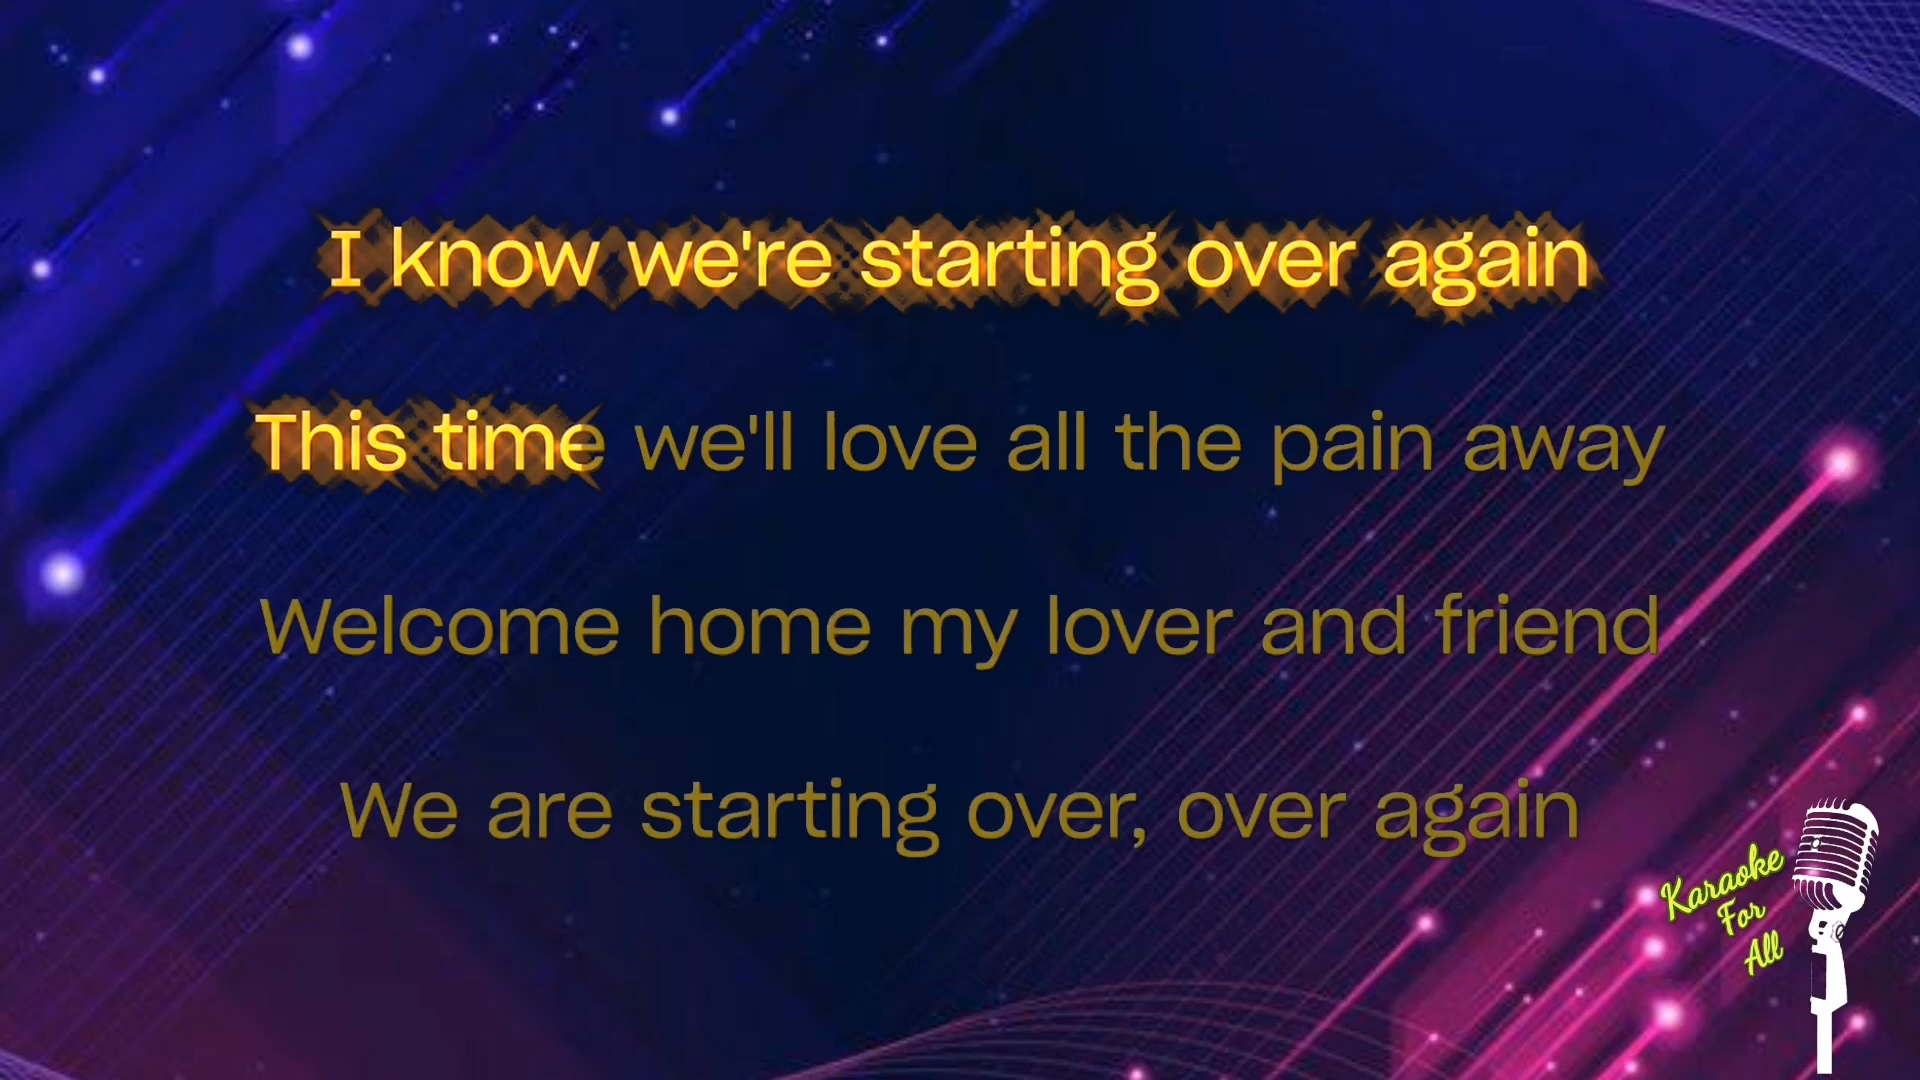 I know we're starting over again
This time we'll love all the pain away
Welcome home my lover and friend
We are starting over, over again
Karaoke
For
All